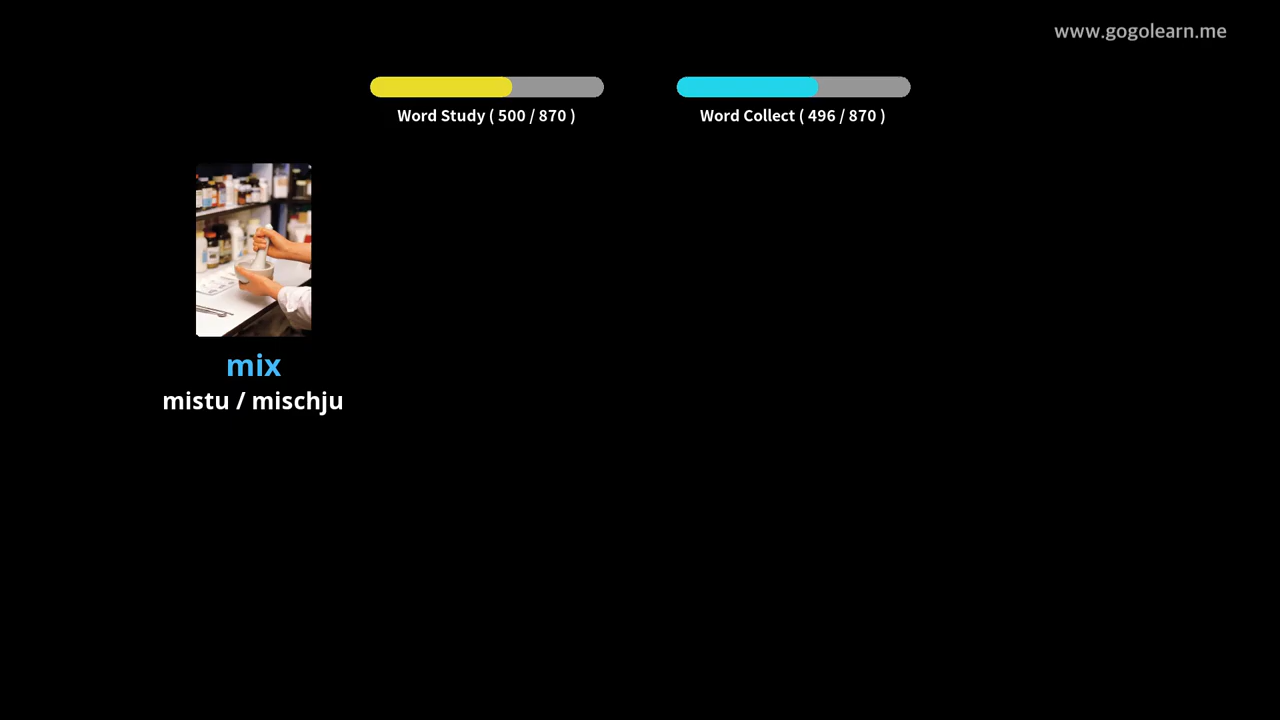 www.gogolearn.me
Word Study ( 500 / 870 )
Word Collect ( 496 / 870 )
mix
mistu / mischju